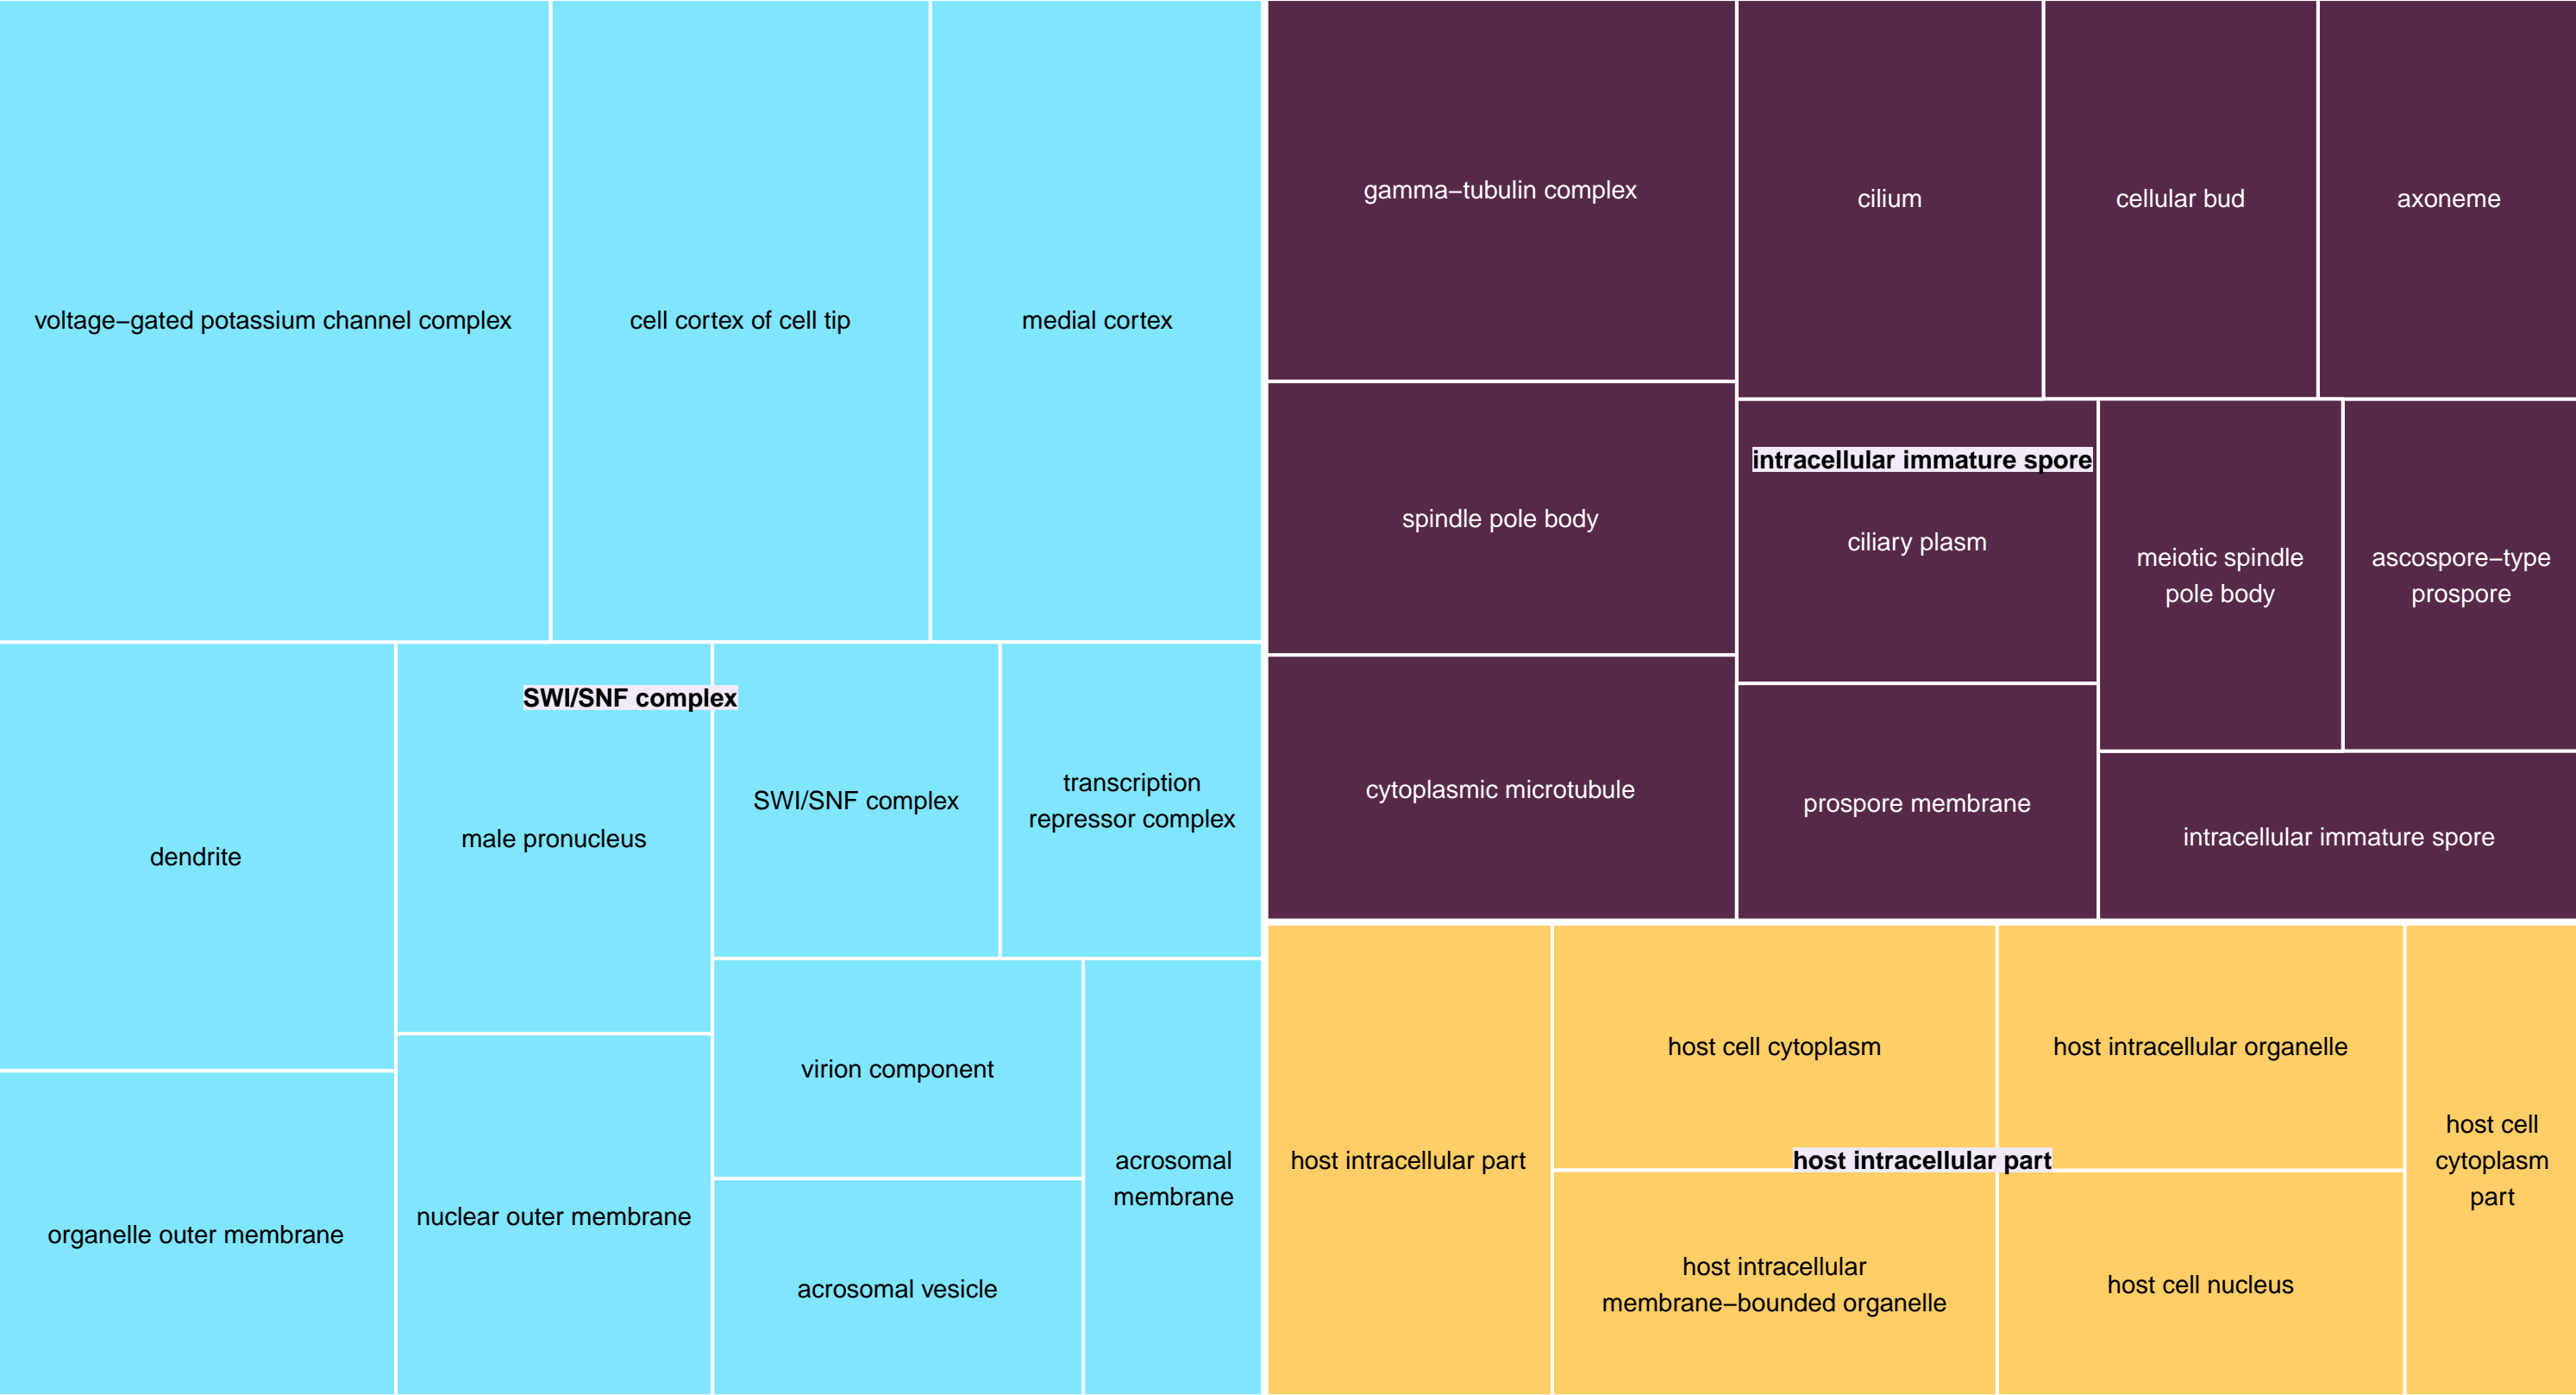 voltage−gated potassium channel complex
cell cortex of cell tip
medial cortex
dendrite
organelle outer membrane
SWI/SNF complex
male pronucleus
nuclear outer membrane
SWI/SNF complex
transcription
repressor complex
virion component
acrosomal vesicle
acrosomal
membrane
gamma−tubulin complex
spindle pole body
cytoplasmic microtubule
cilium
cellular bud
axoneme
intracellular immature spore
ciliary plasm
prospore membrane
meiotic spindle
pole body
ascospore−type
prospore
intracellular immature spore
host intracellular part
host cell cytoplasm
host intracellular organelle
host intracellular part
host intracellular
membrane−bounded organelle
host cell nucleus
host cell
cytoplasm
part